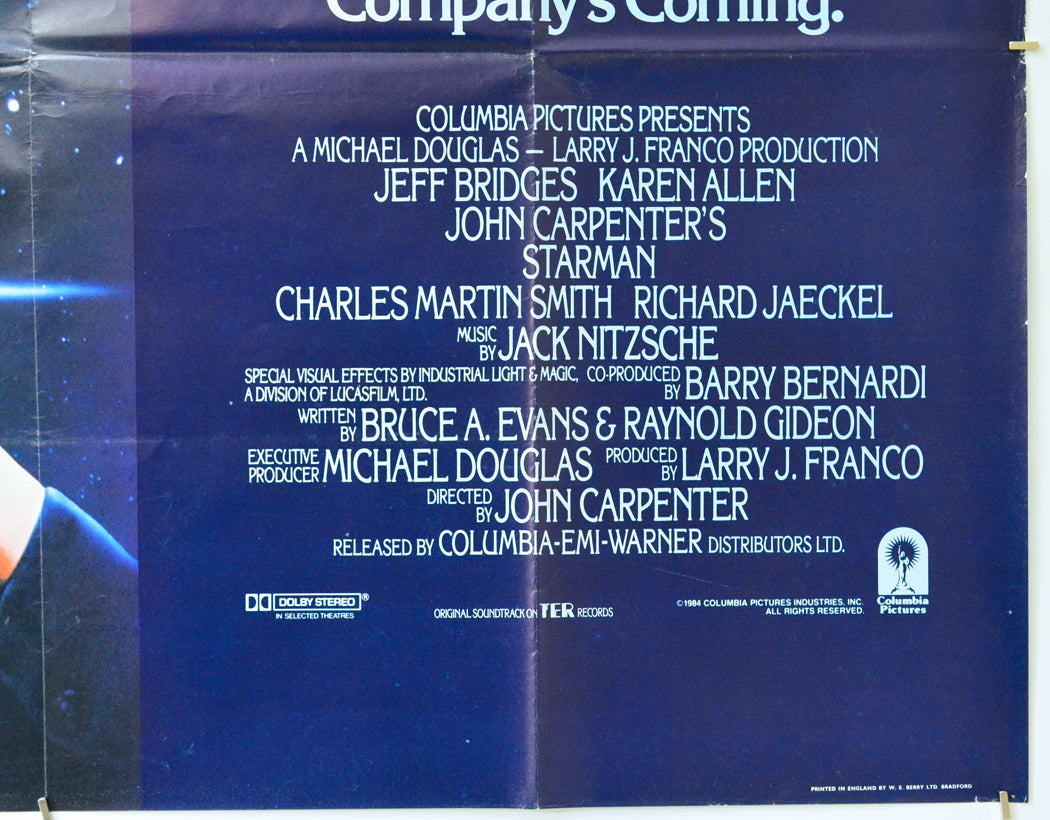 Company's Coming.
COLUMBIA PICTURES PRESENTS
A MICHAEL DOUGLAS — LARRY J. FRANCO PRODUCTION
JEFF BRIDGES KAREN ALLEN
JOHN CARPENTER'S
STARMAN
CHARLES MARTIN SMITH RICHARD JAECKEL
MUSIC BY JACK NITZSCHE
SPECIAL VISUAL EFFECTS BY INDUSTRIAL LIGHT & MAGIC, A DIVISION OF LUCASFILM, LTD. CO-PRODUCED BY BARRY BERNARDI
WRITTEN BY BRUCE A. EVANS & RAYNOLD GIDEON
EXECUTIVE PRODUCER MICHAEL DOUGLAS PRODUCED BY LARRY J. FRANCO
DIRECTED BY JOHN CARPENTER
RELEASED BY COLUMBIA-EMI-WARNER DISTRIBUTORS LTD.
DOLBY STEREO ®
IN SELECTED THEATRES
ORIGINAL SOUNDTRACK ON TER RECORDS
©1984 COLUMBIA PICTURES INDUSTRIES, INC.
ALL RIGHTS RESERVED.
Columbia
Pictures
PRINTED IN ENGLAND BY W. E. BERRY LTD. BRADFORD